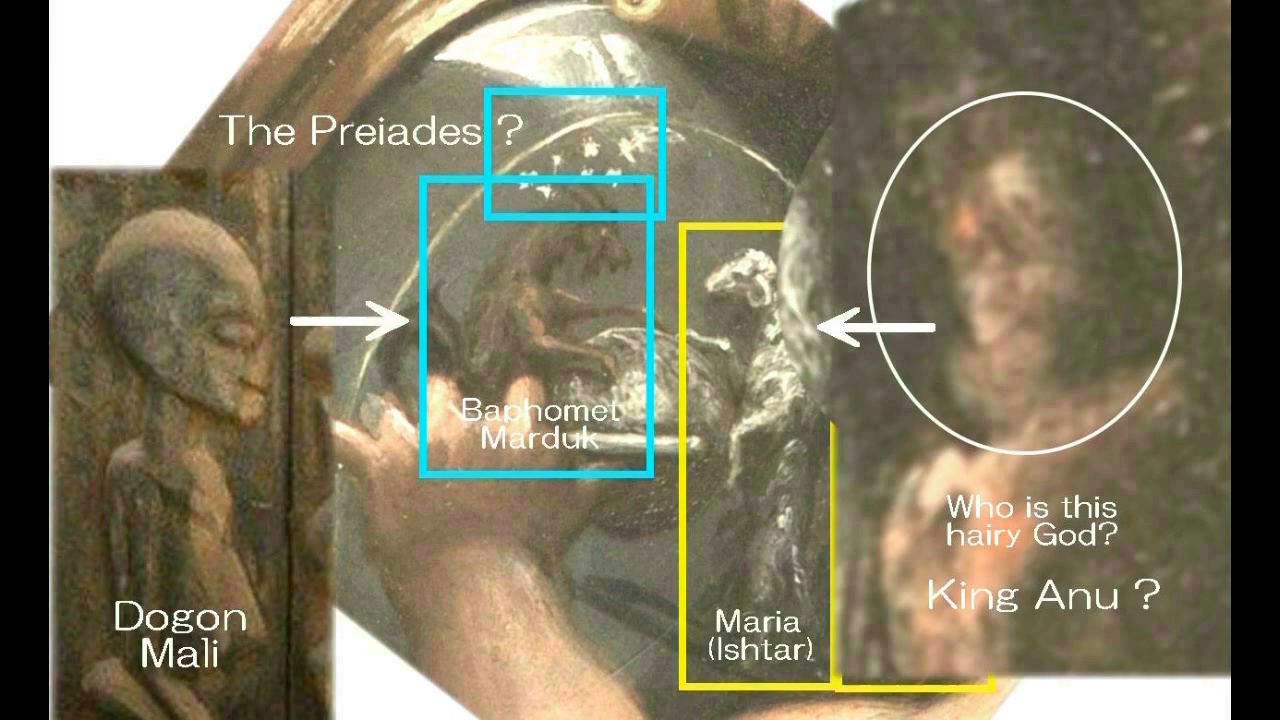 The Preiades ?
Baphomet
Marduk
Dogon
Mali
Maria
(Ishtar)
Who is this
hairy God?
King Anu ?